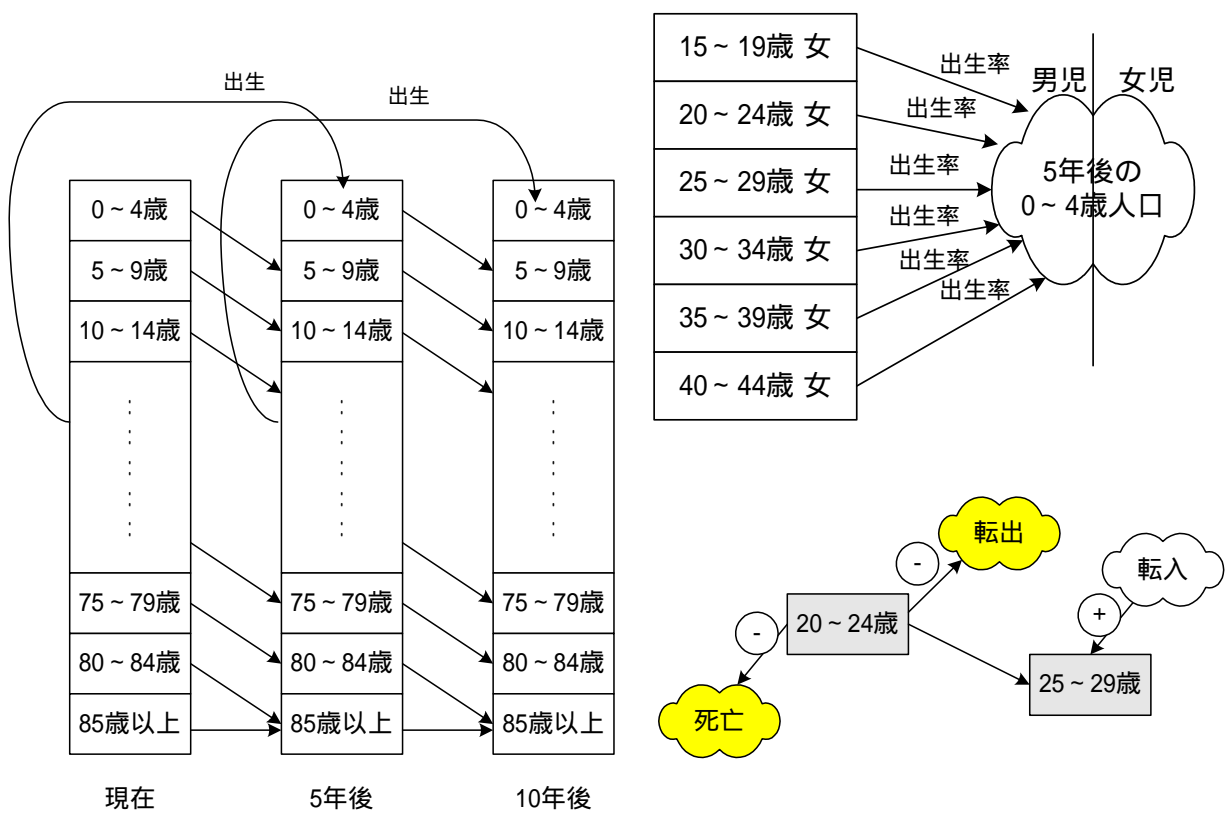 出生
出生
0～4歳
5～9歳
10～14歳
75～79歳
80～84歳
85歳以上
現在
0～4歳
5～9歳
10～14歳
75～79歳
80～84歳
85歳以上
5年後
0～4歳
5～9歳
10～14歳
75～79歳
80～84歳
85歳以上
10年後
15～19歳 女
20～24歳 女
25～29歳 女
30～34歳 女
35～39歳 女
40～44歳 女
出生率
出生率
出生率
出生率
出生率
出生率
男児
女児
5年後の
0～4歳人口
転出
-
転入
+
-
20～24歳
25～29歳
死亡